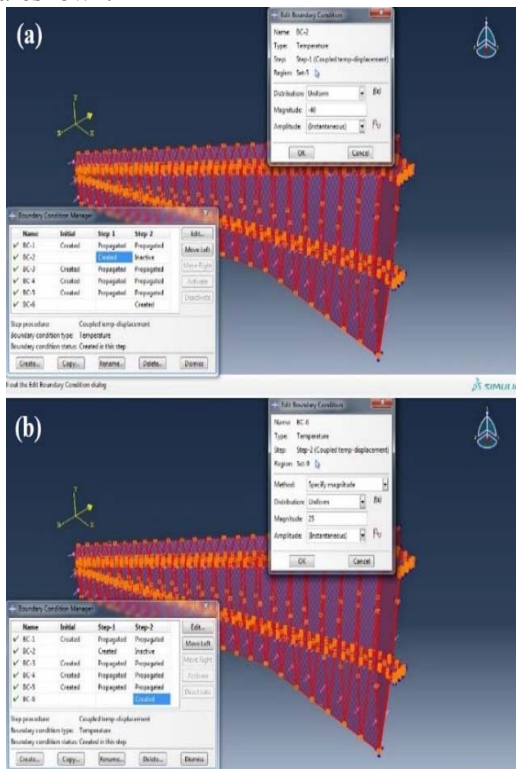 (a)
Edit Boundary Condition
Name: BC-2
Type: Temperature
Step: Step-1 (Coupled temp-displacement)
Region: Set-5
Distribution: Uniform f(x)
Magnitude: -40
Amplitude: (Instantaneous)
OK Cancel
Y
Z X
Boundary Condition Manager
Name Initial Step 1 Step 2 Edit...
BC-1 Created Propagated Propagated Move Left
BC-2 Created Inactive Move Right
BC-3 Created Propagated Propagated
BC-4 Created Propagated Propagated Activate
BC-5 Created Propagated Propagated Deactivate
BC-6 Created
Step procedure: Coupled temp-displacement
Boundary condition type: Temperature
Boundary condition status: Created in this step
Create... Copy... Rename... Delete... Dismiss
out the Edit Boundary Condition dialog
SIMULIA
(b)
Edit Boundary Condition
Name: BC-6
Type: Temperature
Step: Step-2 (Coupled temp-displacement)
Region:
Method: Specify magnitude
Distribution: Uniform f(x)
Magnitude: 25
Amplitude: (Instantaneous)
OK Cancel
Y
Z X
Boundary Condition Manager
Name Initial Step-1 Step-2 Edit...
BC-1 Created Propagated Propagated Move Left
BC-2 Created Inactive Move Right
BC-3 Created Propagated Propagated
BC-4 Created Propagated Propagated Activate
BC-5 Created Propagated Propagated Deactivate
BC-6 Created
Step procedure: Coupled temp-displacement
Boundary condition type: Temperature
Boundary condition status: Created in this step
Create... Copy... Rename... Delete... Dismiss